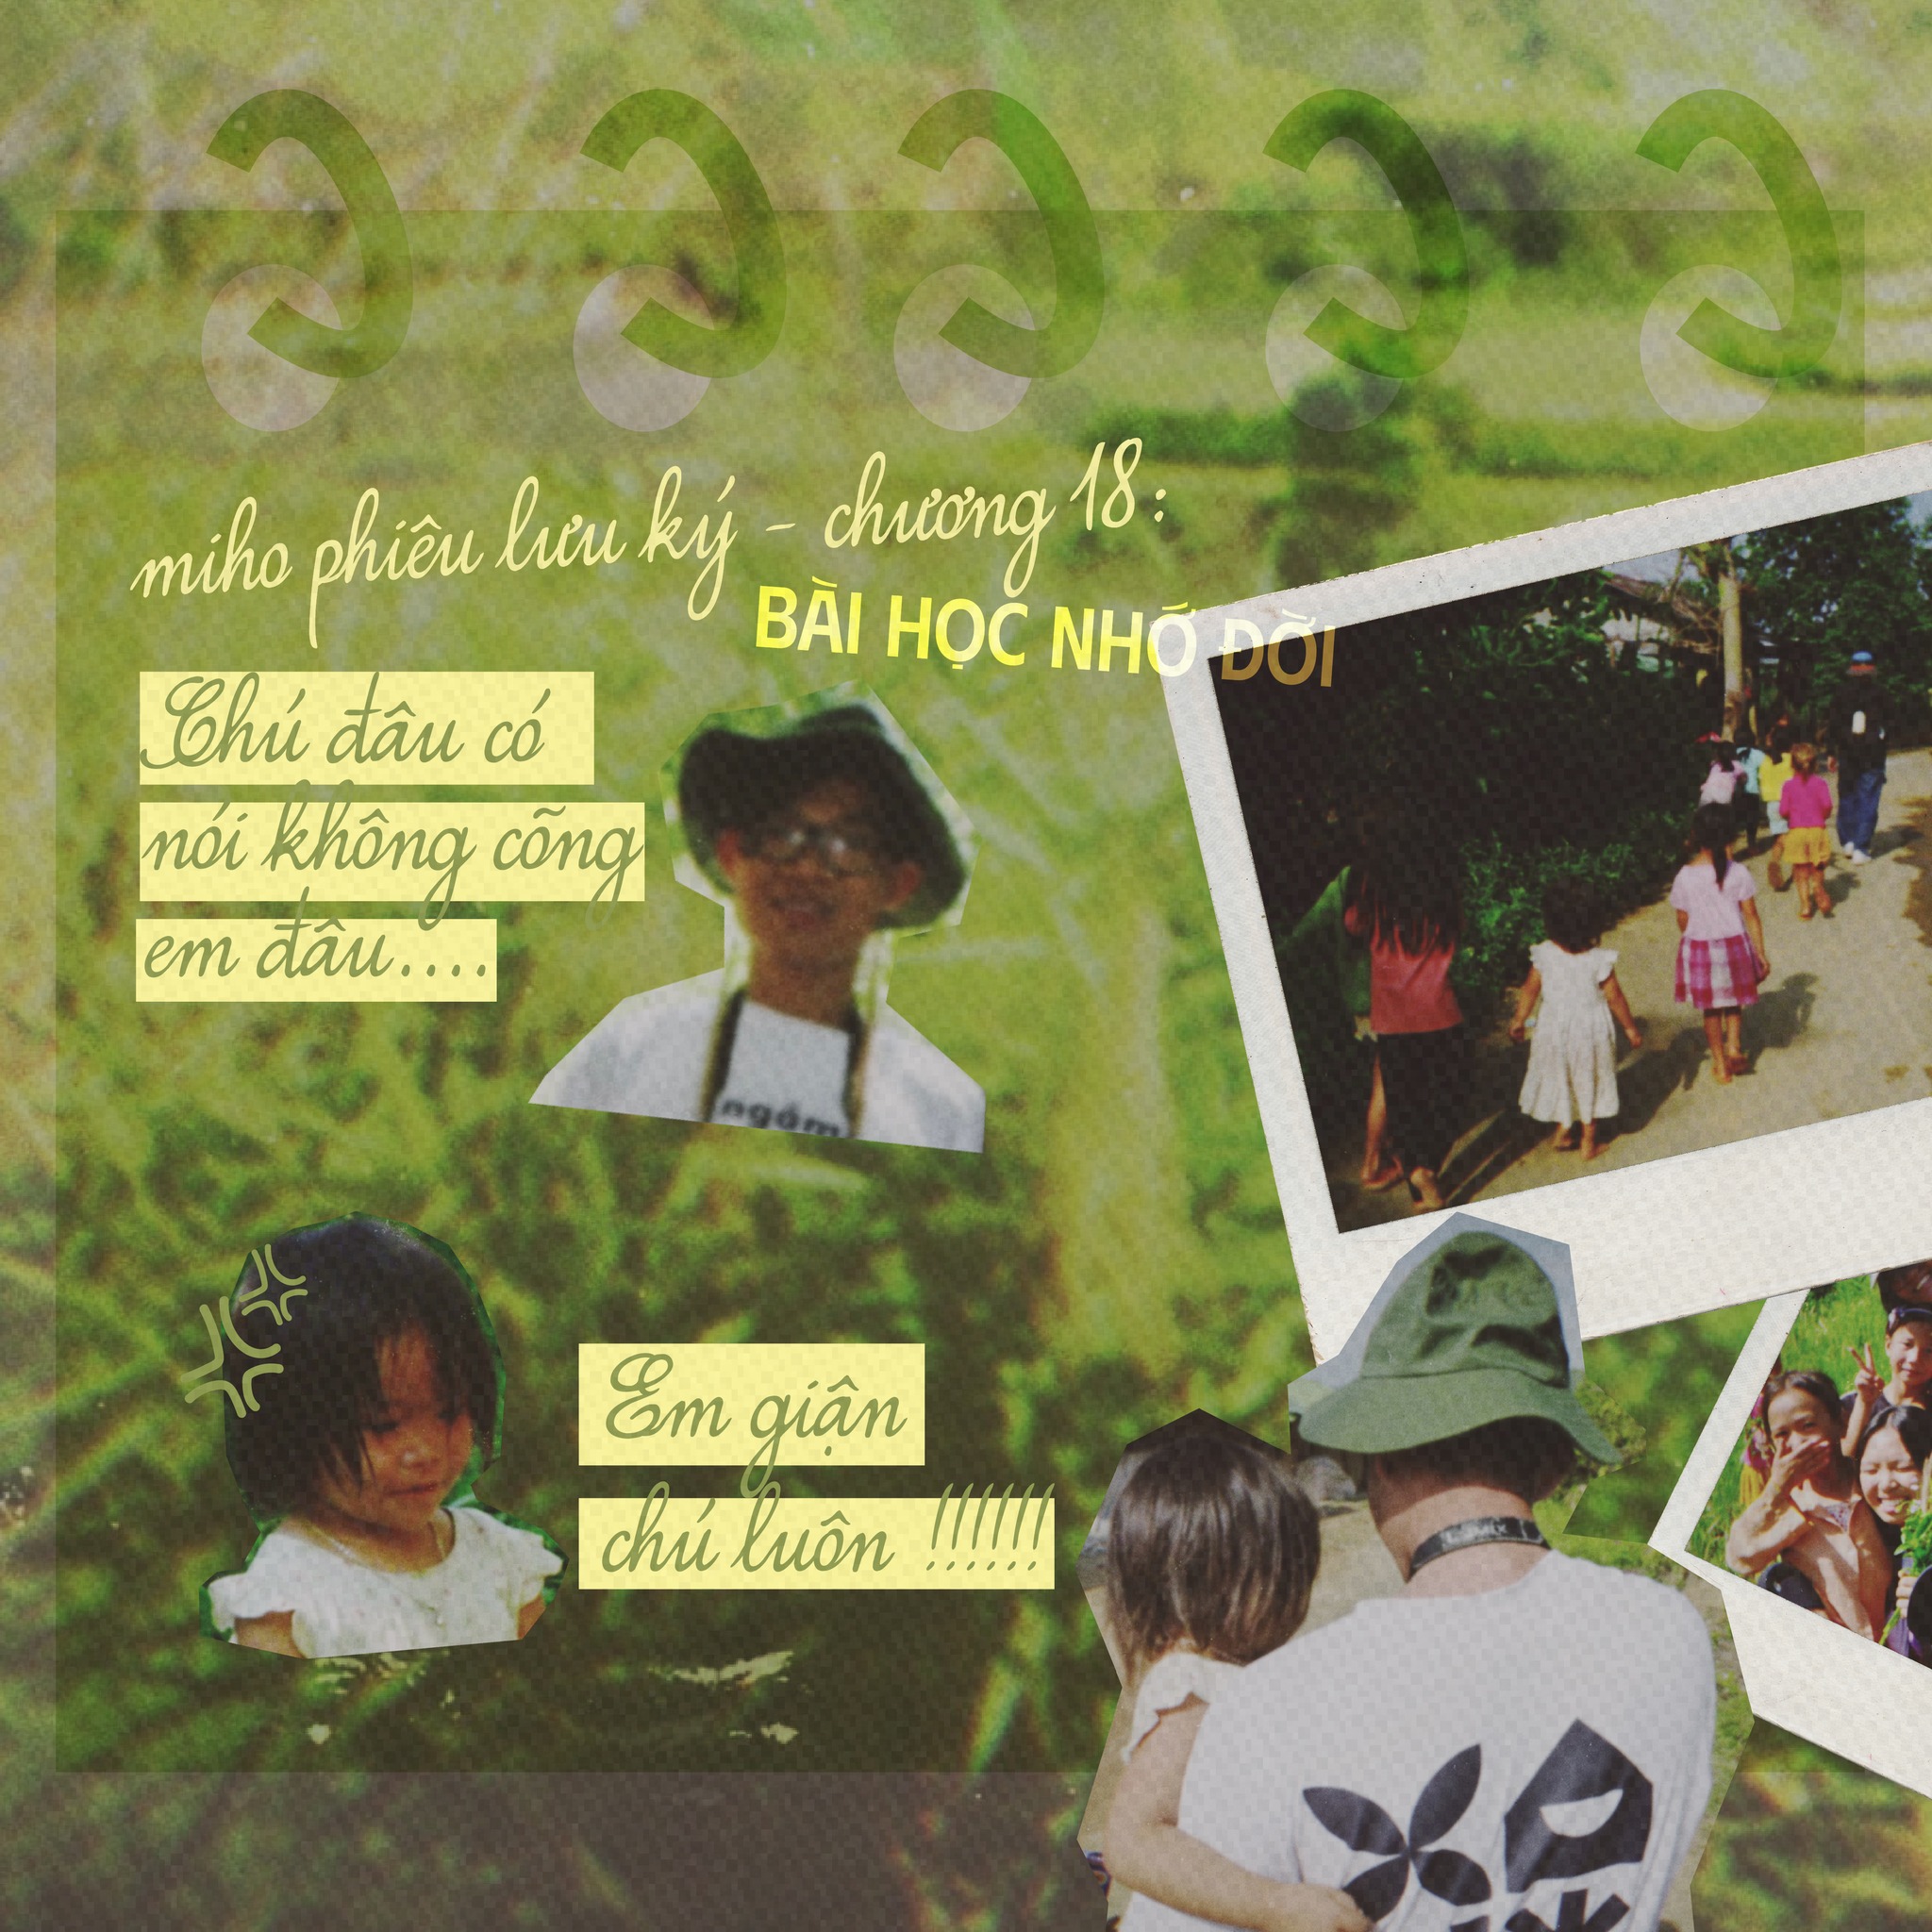 miho phiêu lưu ký - chương 18:
BÀI HỌC NHỚ ĐỜI
Chú đâu có
nói không cõng
em đâu....
ngám
Em giận
chú luôn !!!!!!